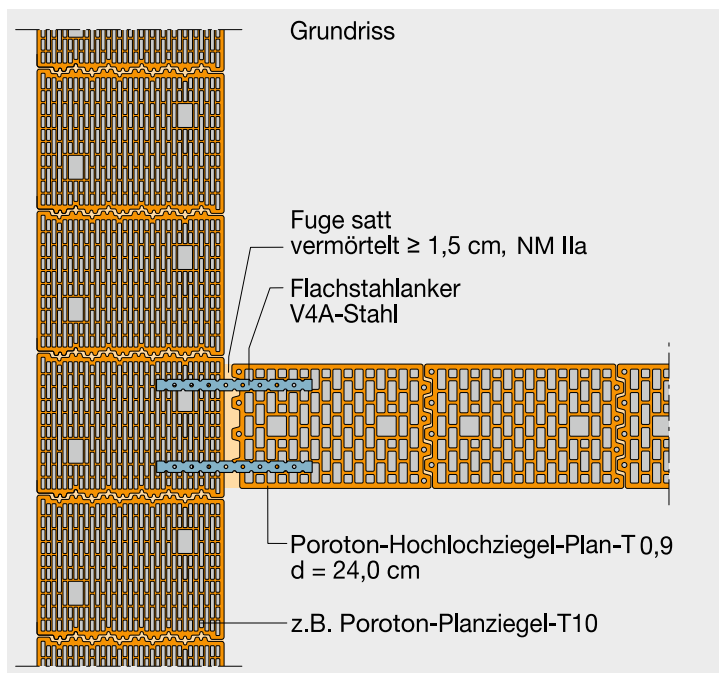 Grundriss
Fuge satt
vermörtelt ≥ 1,5 cm, NM IIa
Flachstahlanker
V4A-Stahl
Poroton-Hochlochziegel-Plan-T 0,9
d = 24,0 cm
z.B. Poroton-Planziegel-T10